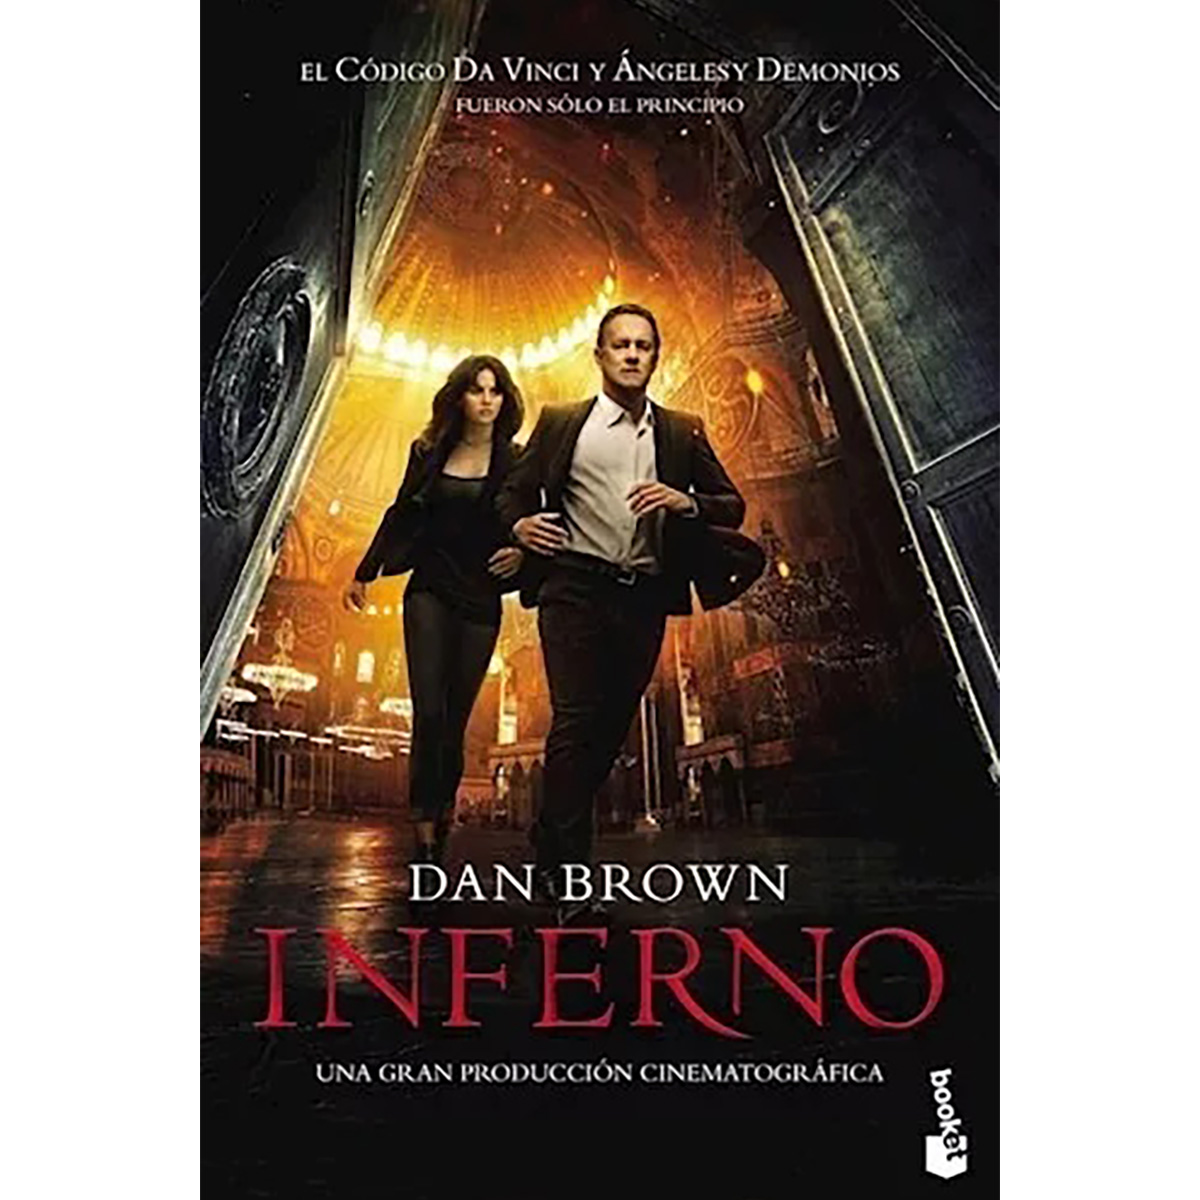 EL CÓDIGO DA VINCI Y ÁNGELES Y DEMONIOS
FUERON SÓLO EL PRINCIPIO
DAN BROWN
INFERNO
UNA GRAN PRODUCCIÓN CINEMATOGRÁFICA
booket